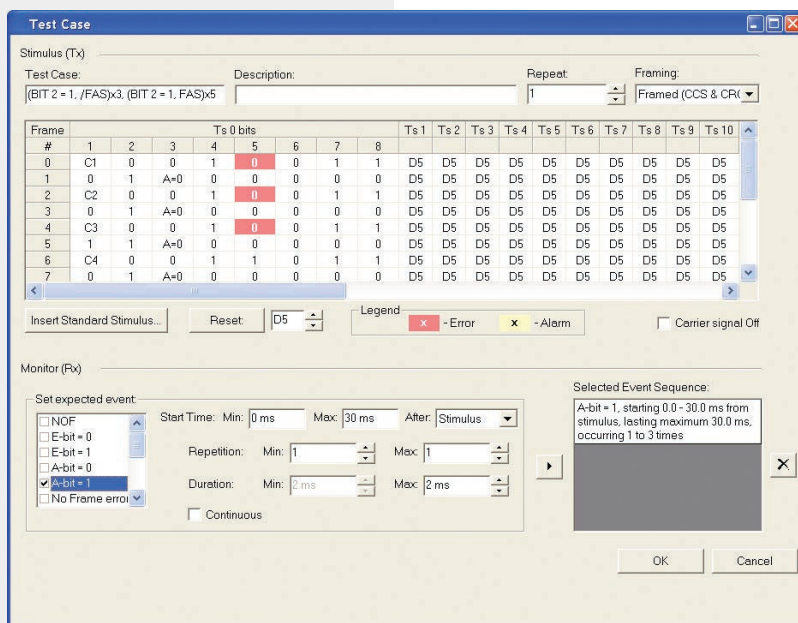 Test Case
Stimulus (Tx)
Test Case: Description: Repeat: Framing:
(BIT 2 = 1, /FAS)x3, (BIT 2 = 1, FAS)x5 1 Framed (CCS & CR
Frame Ts 0 bits Ts 1 Ts 2 Ts 3 Ts 4 Ts 5 Ts 6 Ts 7 Ts 8 Ts 9 Ts 10
# 1 2 3 4 5 6 7 8
0 C1 0 0 1 0 0 1 1 D5 D5 D5 D5 D5 D5 D5 D5 D5 D5
1 0 1 A=0 0 0 0 0 0 D5 D5 D5 D5 D5 D5 D5 D5 D5 D5
2 C2 0 0 1 0 0 1 1 D5 D5 D5 D5 D5 D5 D5 D5 D5 D5
3 0 1 A=0 0 0 0 0 0 D5 D5 D5 D5 D5 D5 D5 D5 D5 D5
4 C3 0 0 1 0 0 1 1 D5 D5 D5 D5 D5 D5 D5 D5 D5 D5
5 1 1 A=0 0 0 0 0 0 D5 D5 D5 D5 D5 D5 D5 D5 D5 D5
6 C4 0 0 1 1 0 1 1 D5 D5 D5 D5 D5 D5 D5 D5 D5 D5
7 0 1 A=0 0 0 0 0 0 D5 D5 D5 D5 D5 D5 D5 D5 D5 D5
Insert Standard Stimulus... Reset: D5 Legend x - Error x - Alarm Carrier signal Off
Monitor (Rx)
Set expected event:
NOF
E-bit = 0
E-bit = 1
A-bit = 0
A-bit = 1
No Frame error
Start Time: Min: 0 ms Max: 30 ms After: Stimulus
Repetition: Min: 1 Max: 1
Duration: Min: 2 ms Max: 2 ms
Continuous
Selected Event Sequence:
A-bit = 1, starting 0.0 - 30.0 ms from
stimulus, lasting maximum 30.0 ms,
occurring 1 to 3 times
OK Cancel